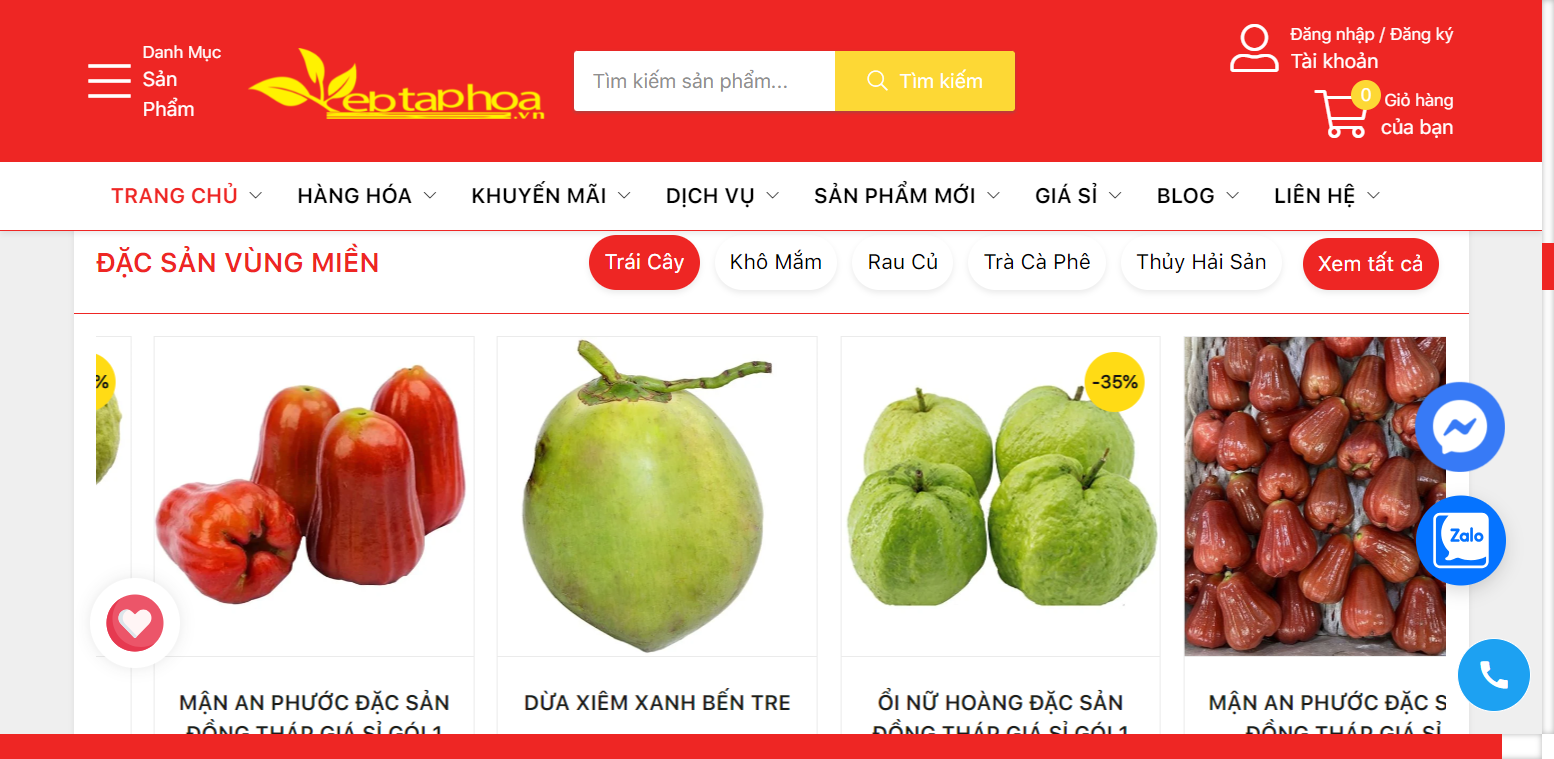 Danh Mục
Sản
Phẩm
ebtaphoa
.vn
Tìm kiếm sản phẩm...
Tìm kiếm
Đăng nhập / Đăng ký
Tài khoản
0
Giỏ hàng
của bạn
TRANG CHỦ
HÀNG HÓA
KHUYẾN MÃI
DỊCH VỤ
SẢN PHẨM MỚI
GIÁ SỈ
BLOG
LIÊN HỆ
ĐẶC SẢN VÙNG MIỀN
Trái Cây
Khô Mắm
Rau Củ
Trà Cà Phê
Thủy Hải Sản
Xem tất cả
%
-35%
Zalo
MẬN AN PHƯỚC ĐẶC SẢN
ĐỒNG THÁP GIÁ SỈ GÓI 1
DỪA XIÊM XANH BẾN TRE
ỔI NỮ HOÀNG ĐẶC SẢN
ĐỒNG THÁP GIÁ SỈ GÓI 1
MẬN AN PHƯỚC ĐẶC S
ĐỒNG THÁP GIÁ SỈ